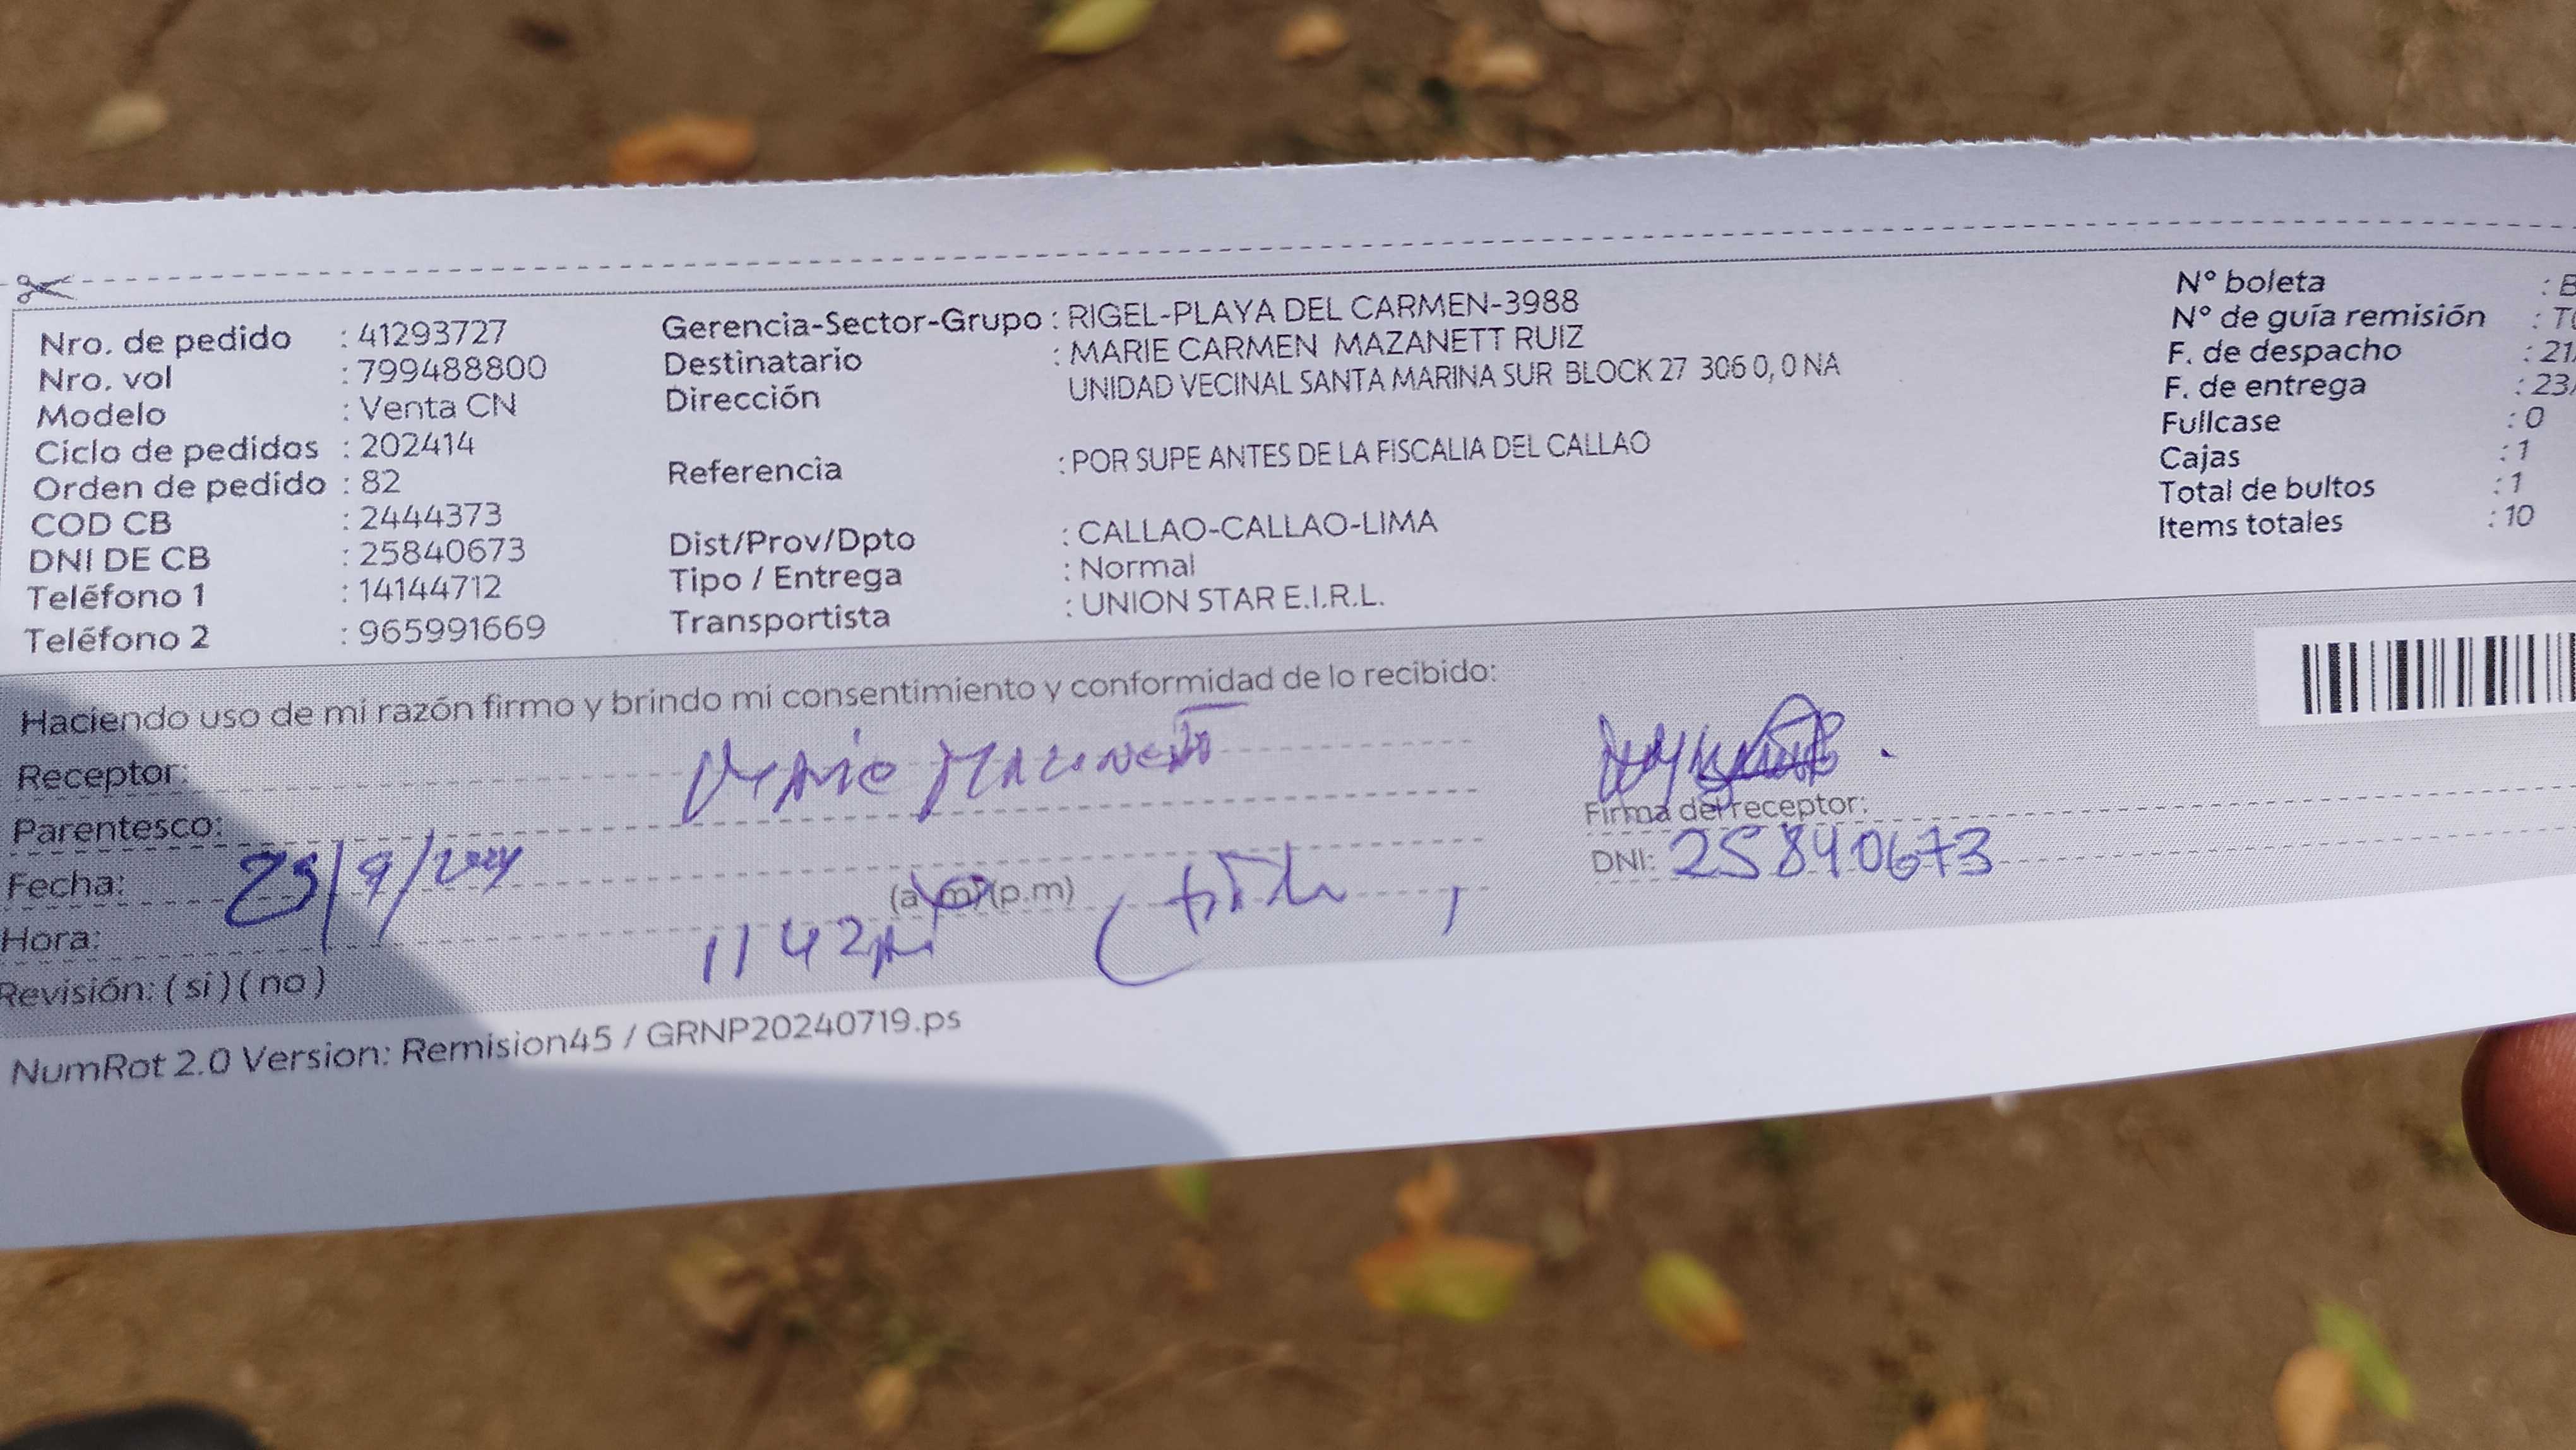 Nro. de pedido : 41293727
Nro. vol : 799488800
Modelo : Venta CN
Ciclo de pedidos : 202414
Orden de pedido : 82
COD CB : 2444373
DNI DE CB : 25840673
Teléfono 1 : 14144712
Teléfono 2 : 965991669
Gerencia-Sector-Grupo : RIGEL-PLAYA DEL CARMEN-3988
Destinatario : MARIE CARMEN MAZANETT RUIZ
Dirección UNIDAD VECINAL SANTA MARINA SUR BLOCK 27 306 0, 0 NA
Referencia : POR SUPE ANTES DE LA FISCALIA DEL CALLAO
Dist/Prov/Dpto : CALLAO-CALLAO-LIMA
Tipo / Entrega : Normal
Transportista : UNION STAR E.I.R.L.
N° boleta : B
N° de guía remisión : T
F. de despacho : 21
F. de entrega : 23
Fullcase : 0
Cajas : 1
Total de bultos : 1
Items totales : 10
Haciendo uso de mi razón firmo y brindo mi consentimiento y conformidad de lo recibido:
Receptor: Marie Mazanett
Parentesco:
Fecha: 23/9/2024
Hora: 1142 (a.m) (p.m)
Revisión: ( si ) ( no )
Firma del receptor:
DNI: 25840673
NumRot 2.0 Version: Remision45 / GRNP20240719.ps